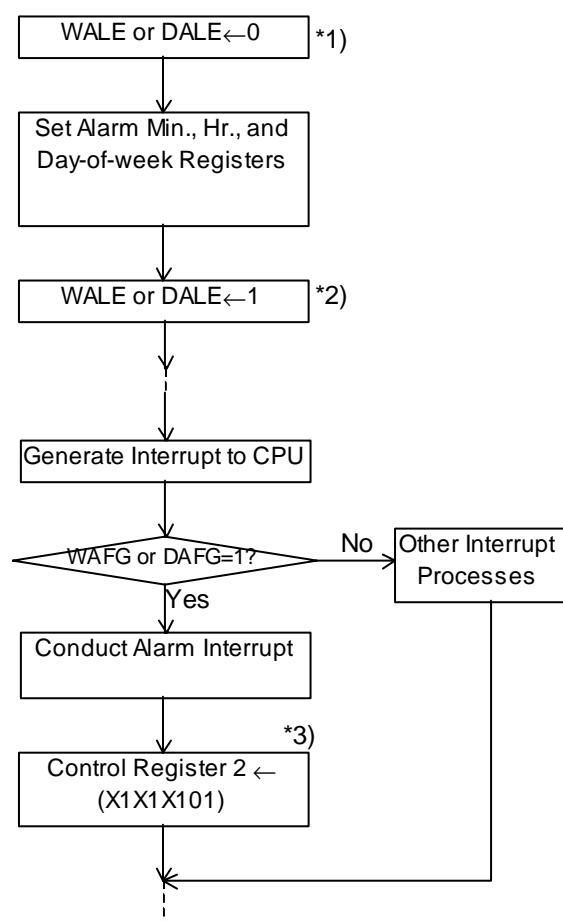 WALE or DALE←0 *1)
Set Alarm Min., Hr., and
Day-of-week Registers
WALE or DALE←1 *2)
Generate Interrupt to CPU
WAFG or DAFG=1?
No
Other Interrupt
Processes
Yes
Conduct Alarm Interrupt
*3)
Control Register 2 ←
(X1X1X101)